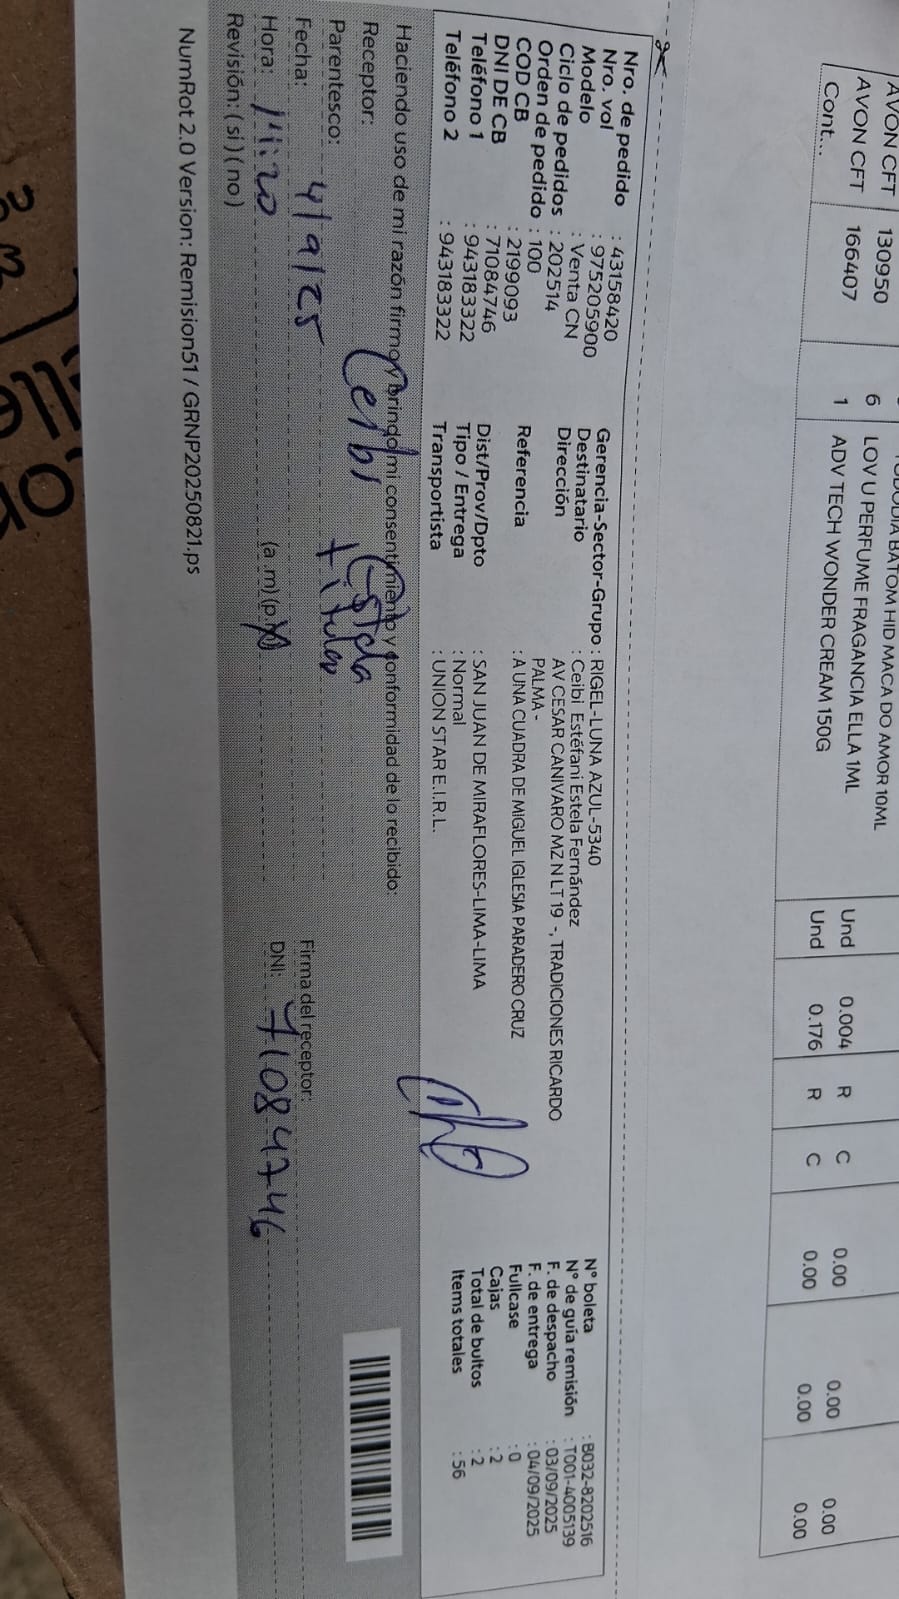 AVON CFT 130950 6 LOV U PERFUME FRAGANCIA ELLA 1ML Und 0.004 R C 0.00 0.00 0.00
AVON CFT 166407 1 ADV TECH WONDER CREAM 150G Und 0.176 R C 0.00 0.00 0.00
BATOM HID MACA DO AMOR 10ML
Cont...
Nro. de pedido : 43158420
Nro. vol : 975205900
Modelo : Venta CN
Ciclo de pedidos : 202514
Orden de pedido : 100
COD CB : 2199093
DNI DE CB : 71084746
Teléfono 1 : 943183322
Teléfono 2 : 943183322
Gerencia-Sector-Grupo : RIGEL-LUNA AZUL-5340
Destinatario : Ceibi Estéfani Estela Fernández
Dirección AV CESAR CANIVARO MZ N LT 19 -, TRADICIONES RICARDO
PALMA -
Referencia : A UNA CUADRA DE MIGUEL IGLESIA PARADERO CRUZ
Dist/Prov/Dpto : SAN JUAN DE MIRAFLORES-LIMA-LIMA
Tipo / Entrega : Normal
Transportista : UNION STAR E.I.R.L.
N° boleta : B032-8202516
N° de guía remisión : T001-4005139
F. de despacho : 03/09/2025
F. de entrega : 04/09/2025
Fullcase : 0
Cajas : 2
Total de bultos : 2
Items totales : 56
Haciendo uso de mi razón firmo y brindo mi consentimiento y conformidad de lo recibido:
Receptor: Ceibi Estela
Parentesco: titular
Fecha: 4/9/25
Firma del receptor:
Hora: 14:20 (a.m)(p.m)
DNI: 71084746
Revisión: (si) (no)
NumRot 2.0 Version: Remision51 / GRNP20250821.ps